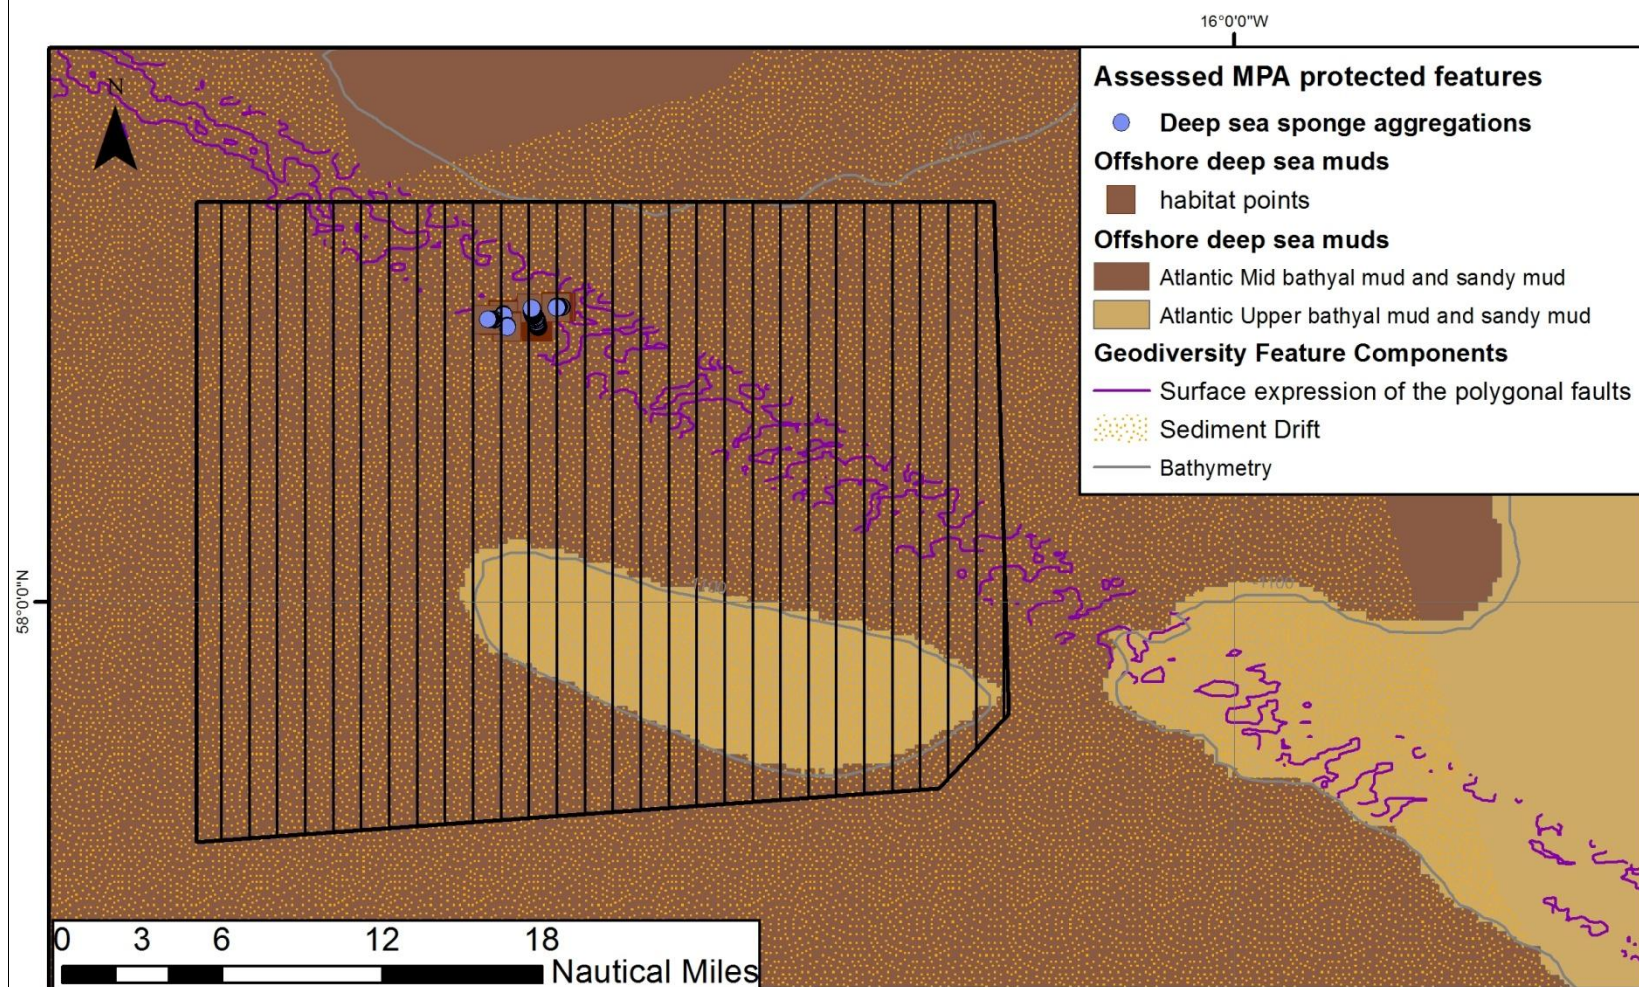 16°0'0"W
Assessed MPA protected features
Deep sea sponge aggregations
Offshore deep sea muds
habitat points
Offshore deep sea muds
Atlantic Mid bathyal mud and sandy mud
Atlantic Upper bathyal mud and sandy mud
Geodiversity Feature Components
Surface expression of the polygonal faults
Sediment Drift
Bathymetry
N
58°0'0"N
0 3 6 12 18
Nautical Miles